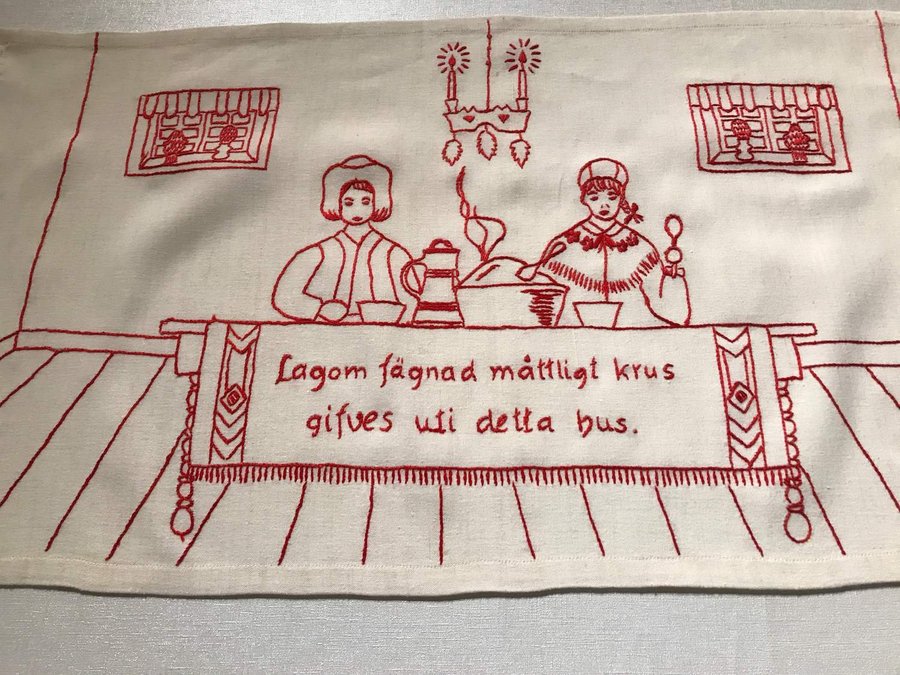 Lagom fägnad måttligt krus
gifves uti detta hus.